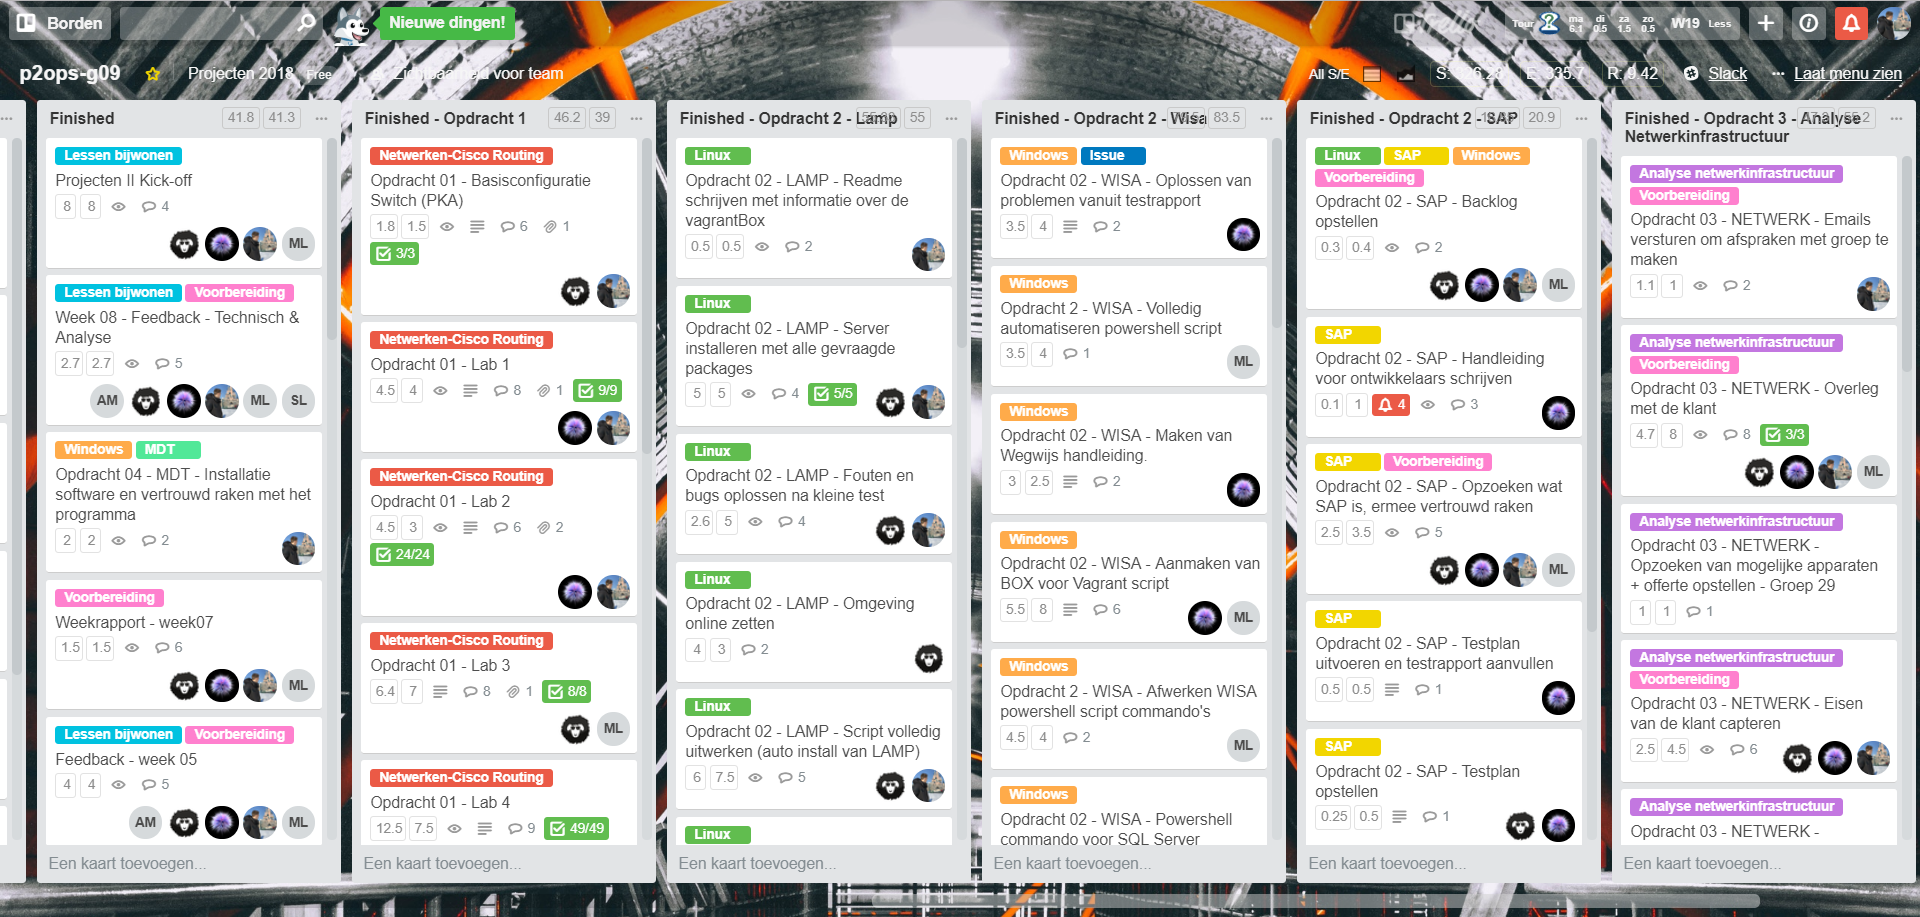 Borden
Nieuwe dingen!
Tour
ma 6.1
di 0.5
za 1.5
zo 0.5
W19
Less
p2ops-g09
Projecten 2018
Free
voor team
All S/E
E: 335.7
R: 9.42
Slack
Laat menu zien
Finished
41.8 41.3
Lessen bijwonen
Projecten II Kick-off
8 8 4
ML
Lessen bijwonen Voorbereiding
Week 08 - Feedback - Technisch &
Analyse
2.7 2.7 5
AM ML SL
Windows MDT
Opdracht 04 - MDT - Installatie
software en vertrouwd raken met het
programma
2 2 2
Voorbereiding
Weekrapport - week07
1.5 1.5 6
ML
Lessen bijwonen Voorbereiding
Feedback - week 05
4 4 5
AM ML
Een kaart toevoegen...
Finished - Opdracht 1
46.2 39
Netwerken-Cisco Routing
Opdracht 01 - Basisconfiguratie
Switch (PKA)
1.8 1.5 6 1
3/3
Netwerken-Cisco Routing
Opdracht 01 - Lab 1
4.5 4 8 1 9/9
Netwerken-Cisco Routing
Opdracht 01 - Lab 2
4.5 3 6 2
24/24
Netwerken-Cisco Routing
Opdracht 01 - Lab 3
6.4 7 8 1 8/8
ML
Netwerken-Cisco Routing
Opdracht 01 - Lab 4
12.5 7.5 9 49/49
Een kaart toevoegen...
Finished - Opdracht 2 - Lamp
55
Linux
Opdracht 02 - LAMP - Readme
schrijven met informatie over de
vagrantBox
0.5 0.5 2
Linux
Opdracht 02 - LAMP - Server
installeren met alle gevraagde
packages
5 5 4 5/5
Linux
Opdracht 02 - LAMP - Fouten en
bugs oplossen na kleine test
2.6 5 4
Linux
Opdracht 02 - LAMP - Omgeving
online zetten
4 3 2
Linux
Opdracht 02 - LAMP - Script volledig
uitwerken (auto install van LAMP)
6 7.5 5
Linux
Een kaart toevoegen...
Finished - Opdracht 2 - Wisa
83.5
Windows Issue
Opdracht 02 - WISA - Oplossen van
problemen vanuit testrapport
3.5 4 2
Windows
Opdracht 2 - WISA - Volledig
automatiseren powershell script
3.5 4 1
ML
Windows
Opdracht 02 - WISA - Maken van
Wegwijs handleiding.
3 2.5 2
Windows
Opdracht 02 - WISA - Aanmaken van
BOX voor Vagrant script
5.5 8 6
ML
Windows
Opdracht 2 - WISA - Afwerken WISA
powershell script commando's
4.5 4 2
ML
Windows
Opdracht 02 - WISA - Powershell
commando voor SQL Server
Een kaart toevoegen...
Finished - Opdracht 2 - SAP
20.9
Linux SAP Windows
Voorbereiding
Opdracht 02 - SAP - Backlog
opstellen
0.3 0.4 2
ML
SAP
Opdracht 02 - SAP - Handleiding
voor ontwikkelaars schrijven
0.1 1 4 3
SAP Voorbereiding
Opdracht 02 - SAP - Opzoeken wat
SAP is, ermee vertrouwd raken
2.5 3.5 5
ML
SAP
Opdracht 02 - SAP - Testplan
uitvoeren en testrapport aanvullen
0.5 0.5 1
SAP
Opdracht 02 - SAP - Testplan
opstellen
0.25 0.5 1
Een kaart toevoegen...
Finished - Opdracht 3 - Analyse
Netwerkinfrastructuur
Analyse netwerkinfrastructuur
Voorbereiding
Opdracht 03 - NETWERK - Emails
versturen om afspraken met groep te
maken
1.1 1 2
Analyse netwerkinfrastructuur
Voorbereiding
Opdracht 03 - NETWERK - Overleg
met de klant
4.7 8 8 3/3
ML
Analyse netwerkinfrastructuur
Opdracht 03 - NETWERK -
Opzoeken van mogelijke apparaten
+ offerte opstellen - Groep 29
1 1 1
Analyse netwerkinfrastructuur
Voorbereiding
Opdracht 03 - NETWERK - Eisen
van de klant capteren
2.5 4.5 6
Analyse netwerkinfrastructuur
Opdracht 03 - NETWERK -
Een kaart toevoegen...